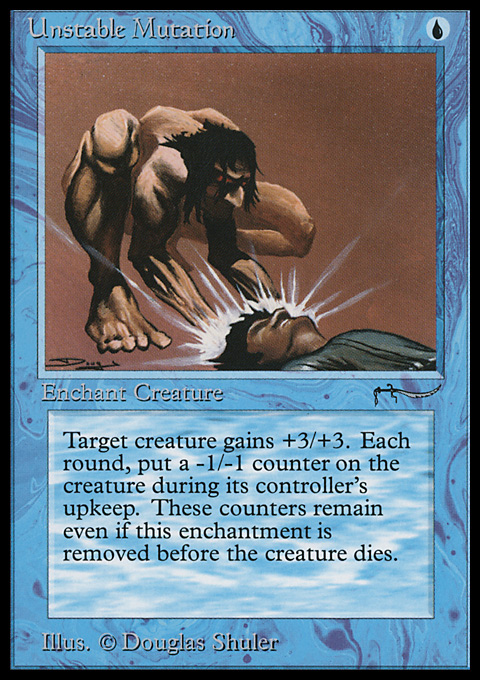 Unstable Mutation
Doug
Enchant Creature
Target creature gains +3/+3. Each
round, put a -1/-1 counter on the
creature during its controller's
upkeep. These counters remain
even if this enchantment is
removed before the creature dies.
Illus. © Douglas Shuler